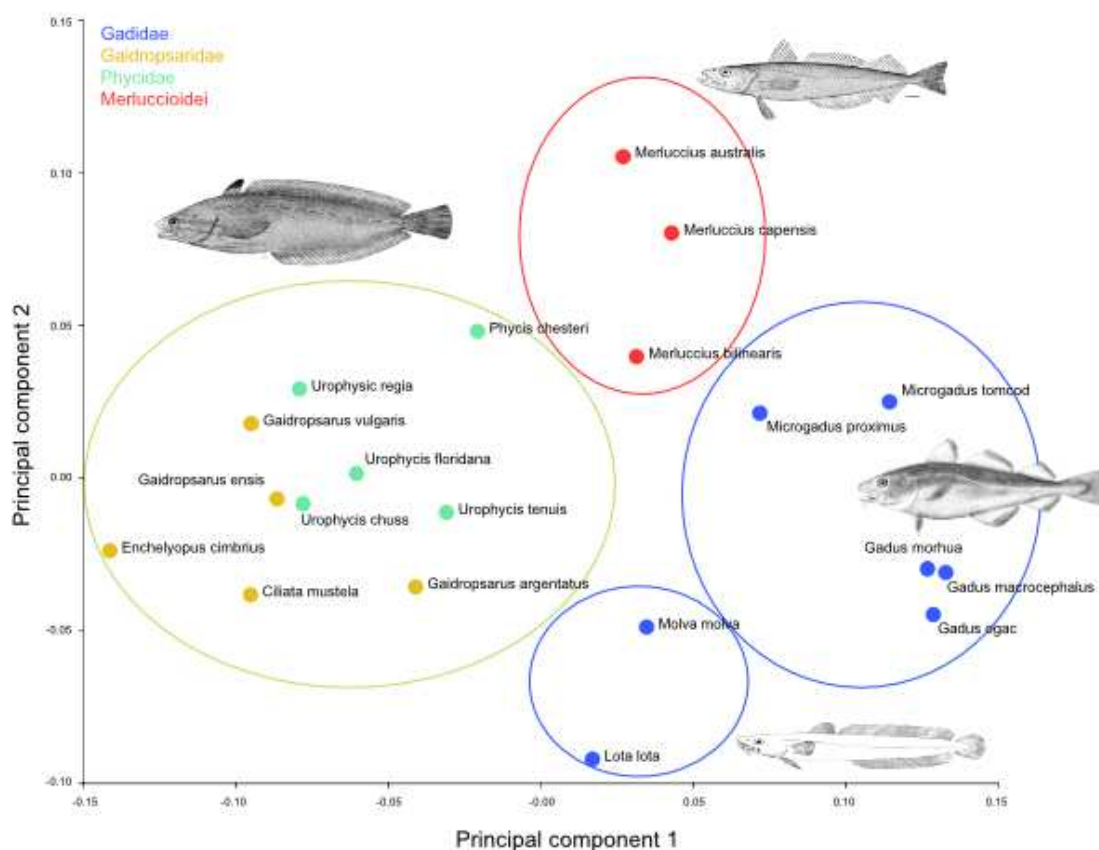 0.15
Gadidae
Gaidropsaridae
Phycidae
Merluccioidei
Merluccius australis
0.10
Merluccius capensis
Principal component 2
0.05
Phycis chesteri
Merluccius bilinearis
Urophysic regia
Microgadus tomcod
Gaidropsarus vulgaris
Microgadus proximus
Urophycis floridana
Gaidropsarus ensis
0.00
Urophycis chuss
Urophycis tenuis
Enchelyopus cimbrius
Gadus morhua
Ciliata mustela
Gaidropsarus argentatus
Gadus macrocephalus
Gadus ogac
-0.05
Molva molva
Lota lota
-0.10
-0.15
-0.10
-0.05
-0.00
0.05
0.10
0.15
Principal component 1